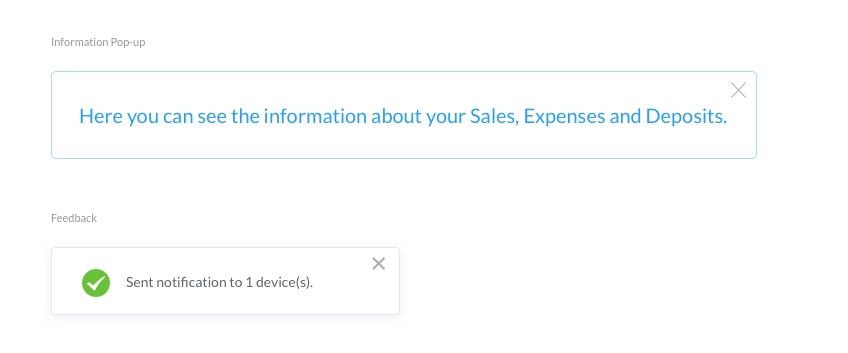 Information Pop-up
Here you can see the information about your Sales, Expenses and Deposits.
Feedback
Sent notification to 1 device(s).